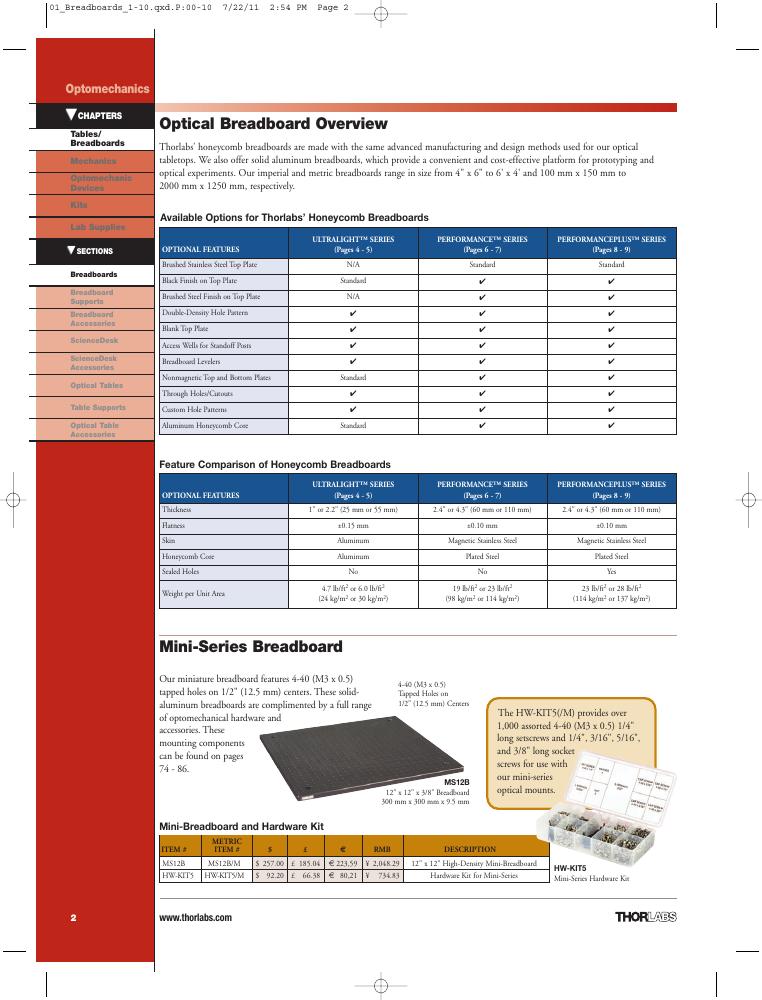 01_Breadboards_1-10.qxd.P:00-10 7/22/11 2:54 PM Page 2
Optomechanics
CHAPTERS
Tables/
Breadboards
Mechanics
Optomechanic
Devices
Kits
Lab Supplies
SECTIONS
Breadboards
Breadboard
Supports
Breadboard
Accessories
ScienceDesk
ScienceDesk
Accessories
Optical Tables
Table Supports
Optical Table
Accessories
Optical Breadboard Overview
Thorlabs' honeycomb breadboards are made with the same advanced manufacturing and design methods used for our optical
tabletops. We also offer solid aluminum breadboards, which provide a convenient and cost-effective platform for prototyping and
optical experiments. Our imperial and metric breadboards range in size from 4" x 6" to 6' x 4' and 100 mm x 150 mm to
2000 mm x 1250 mm, respectively.
Available Options for Thorlabs' Honeycomb Breadboards
OPTIONAL FEATURES ULTRALIGHT™ SERIES (Pages 4 - 5) PERFORMANCE™ SERIES (Pages 6 - 7) PERFORMANCEPLUS™ SERIES (Pages 8 - 9)
Brushed Stainless Steel Top Plate N/A Standard Standard
Black Finish on Top Plate Standard ✔ ✔
Brushed Steel Finish on Top Plate N/A ✔ ✔
Double-Density Hole Pattern ✔ ✔ ✔
Blank Top Plate ✔ ✔ ✔
Access Wells for Standoff Posts ✔ ✔ ✔
Breadboard Levelers ✔ ✔ ✔
Nonmagnetic Top and Bottom Plates Standard ✔ ✔
Through Holes/Cutouts ✔ ✔ ✔
Custom Hole Patterns ✔ ✔ ✔
Aluminum Honeycomb Core Standard ✔ ✔
Feature Comparison of Honeycomb Breadboards
OPTIONAL FEATURES ULTRALIGHT™ SERIES (Pages 4 - 5) PERFORMANCE™ SERIES (Pages 6 - 7) PERFORMANCEPLUS™ SERIES (Pages 8 - 9)
Thickness 1" or 2.2" (25 mm or 55 mm) 2.4" or 4.3" (60 mm or 110 mm) 2.4" or 4.3" (60 mm or 110 mm)
Flatness ±0.15 mm ±0.10 mm ±0.10 mm
Skin Aluminum Magnetic Stainless Steel Magnetic Stainless Steel
Honeycomb Core Aluminum Plated Steel Plated Steel
Sealed Holes No No Yes
Weight per Unit Area 4.7 lb/ft² or 6.0 lb/ft² (24 kg/m² or 30 kg/m²) 19 lb/ft² or 23 lb/ft² (98 kg/m² or 114 kg/m²) 23 lb/ft² or 28 lb/ft² (114 kg/m² or 137 kg/m²)
Mini-Series Breadboard
Our miniature breadboard features 4-40 (M3 x 0.5)
tapped holes on 1/2" (12.5 mm) centers. These solid-
aluminum breadboards are complimented by a full range
of optomechanical hardware and
accessories. These
mounting components
can be found on pages
74 - 86.
4-40 (M3 x 0.5)
Tapped Holes on
1/2" (12.5 mm) Centers
MS12B
12" x 12" x 3/8" Breadboard
300 mm x 300 mm x 9.5 mm
The HW-KIT5(/M) provides over
1,000 assorted 4-40 (M3 x 0.5) 1/4"
long setscrews and 1/4", 3/16", 5/16",
and 3/8" long socket
screws for use with
our mini-series
optical mounts.
HW-KIT5
Mini-Series Hardware Kit
Mini-Breadboard and Hardware Kit
ITEM # METRIC ITEM # $ £ € RMB DESCRIPTION
MS12B MS12B/M $ 257.00 £ 185.04 € 223,59 ¥ 2,048.29 12" x 12" High-Density Mini-Breadboard
HW-KIT5 HW-KIT5/M $ 92.20 £ 66.38 € 80,21 ¥ 734.83 Hardware Kit for Mini-Series
2
www.thorlabs.com
THORLABS